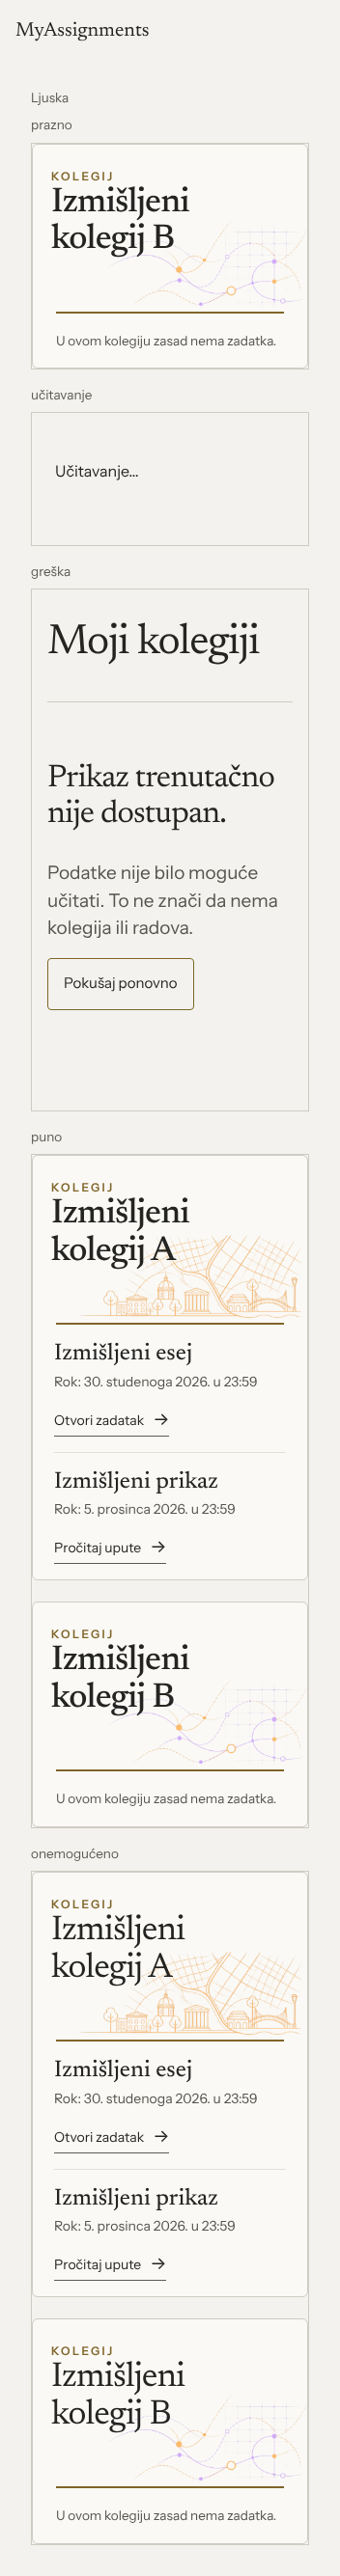 MyAssignments
Ljuska
prazno
KOLEGIJ
Izmišljeni
kolegij B
U ovom kolegiju zasad nema zadatka.
učitavanje
Učitavanje…
greška
Moji kolegiji
Prikaz trenutačno
nije dostupan.
Podatke nije bilo moguće
učitati. To ne znači da nema
kolegija ili radova.
Pokušaj ponovno
puno
KOLEGIJ
Izmišljeni
kolegij A
Izmišljeni esej
Rok: 30. studenoga 2026. u 23:59
Otvori zadatak →
Izmišljeni prikaz
Rok: 5. prosinca 2026. u 23:59
Pročitaj upute →
KOLEGIJ
Izmišljeni
kolegij B
U ovom kolegiju zasad nema zadatka.
onemogućeno
KOLEGIJ
Izmišljeni
kolegij A
Izmišljeni esej
Rok: 30. studenoga 2026. u 23:59
Otvori zadatak →
Izmišljeni prikaz
Rok: 5. prosinca 2026. u 23:59
Pročitaj upute →
KOLEGIJ
Izmišljeni
kolegij B
U ovom kolegiju zasad nema zadatka.